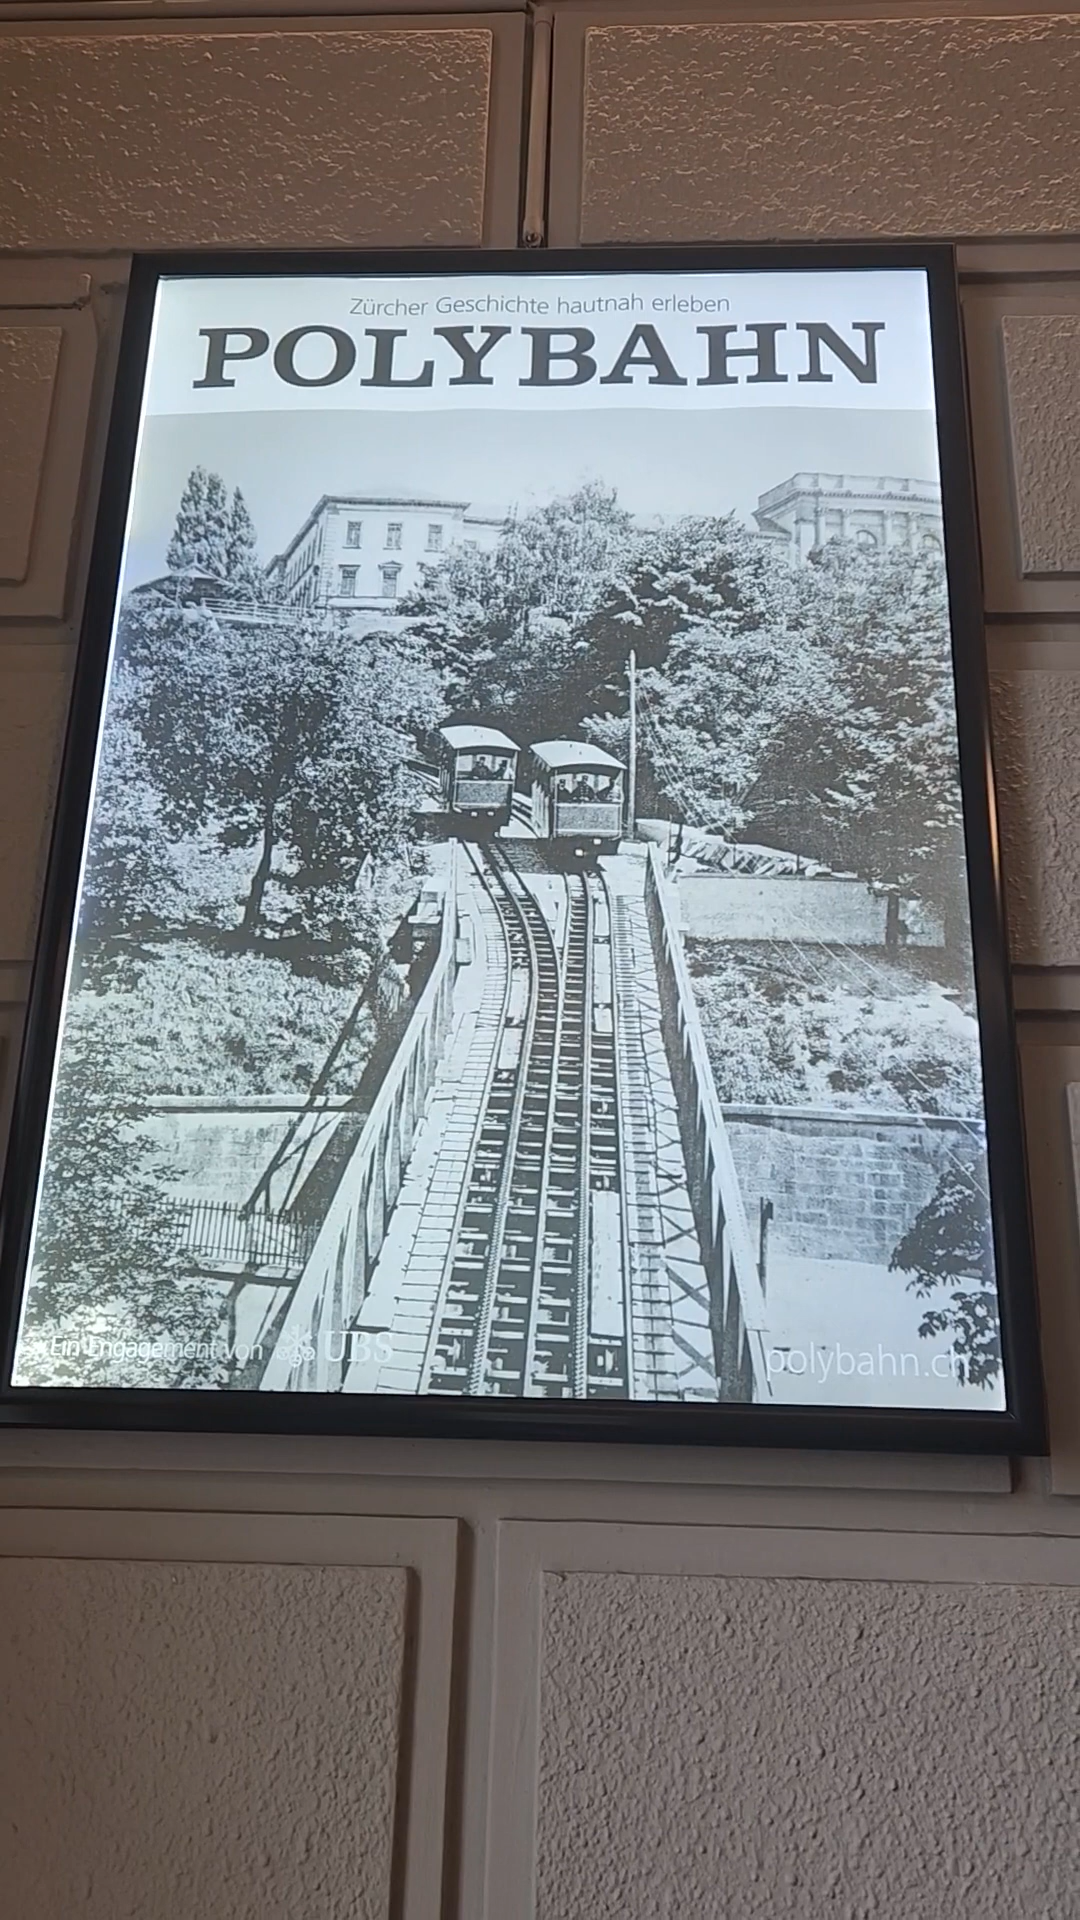 Zürcher Geschichte hautnah erleben
POLYBAHN
Ein Engagement von UBS
polybahn.ch